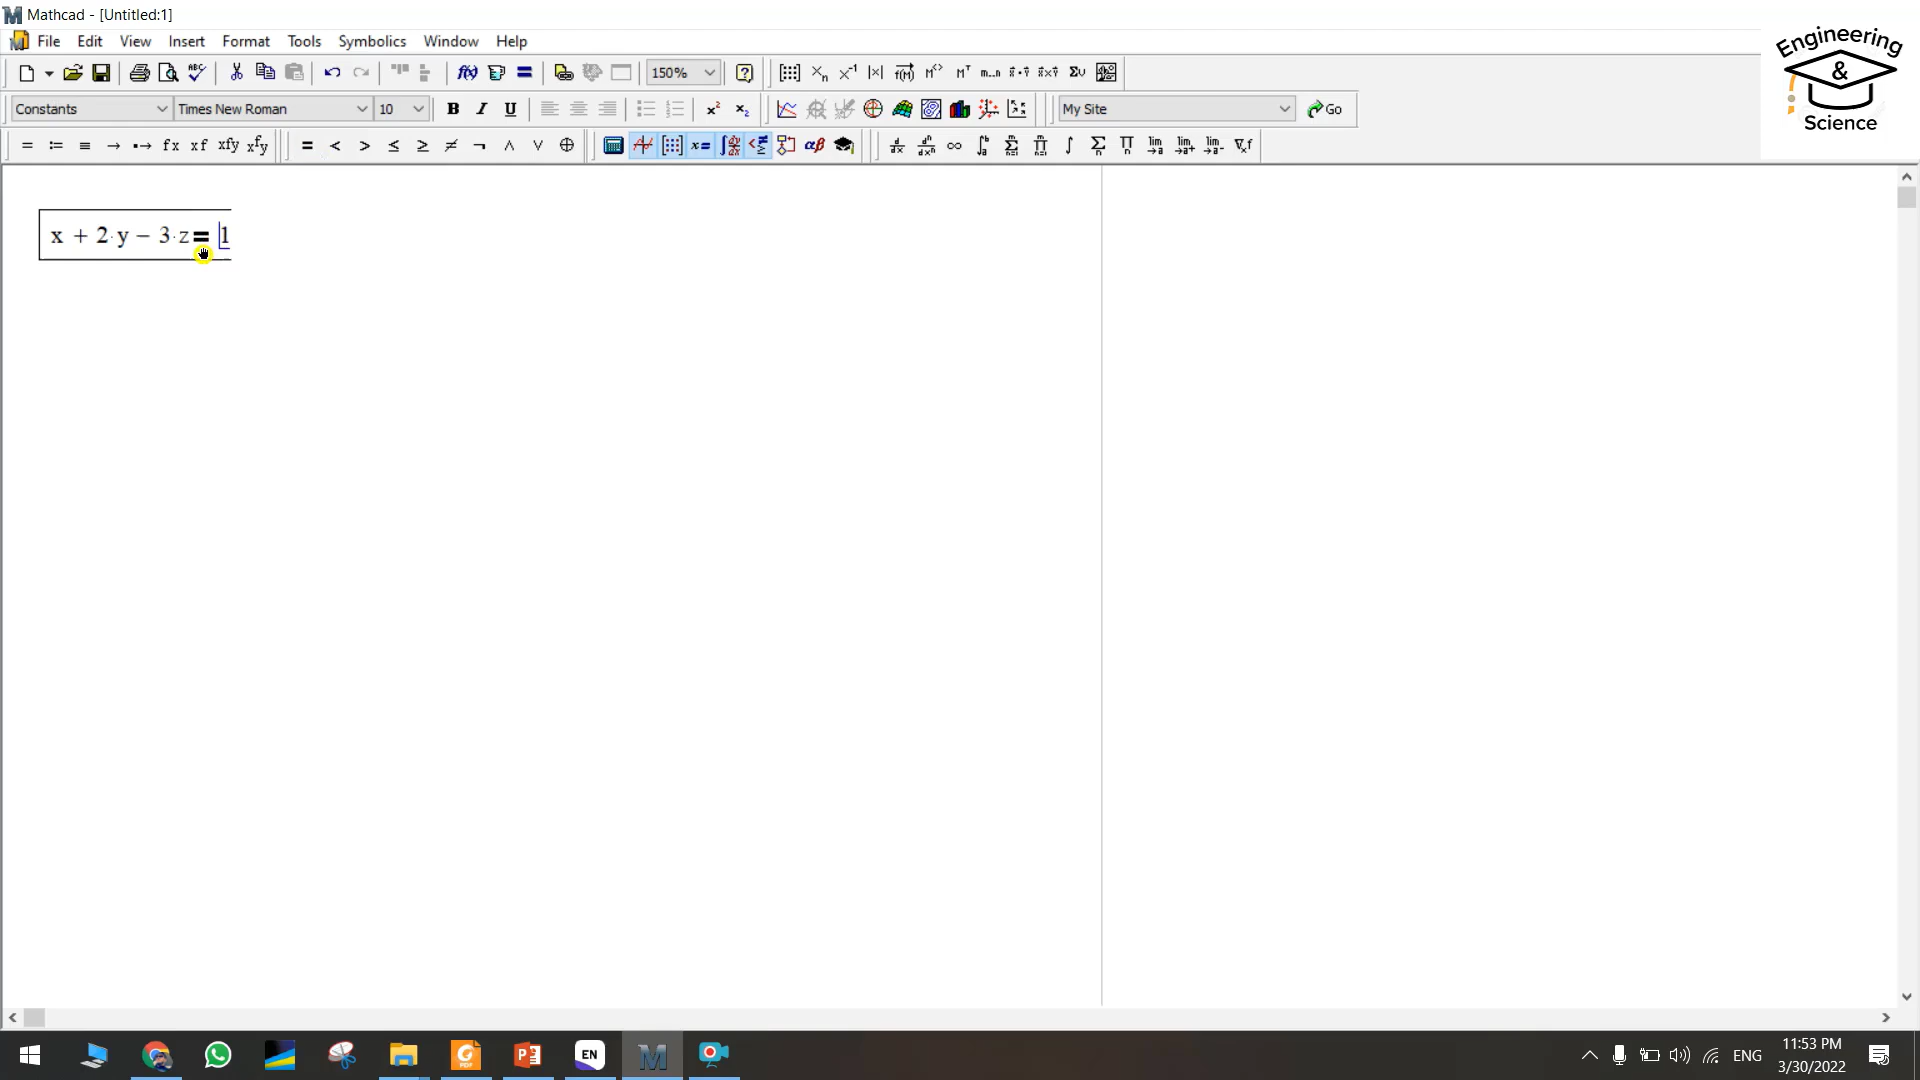 Mathcad - [Untitled:1]
File Edit View Insert Format Tools Symbolics Window Help
150%
Constants Times New Roman 10 B I U My Site Go
x + 2·y − 3·z = 1
Engineering
&
Science
EN
ENG
11:53 PM
3/30/2022